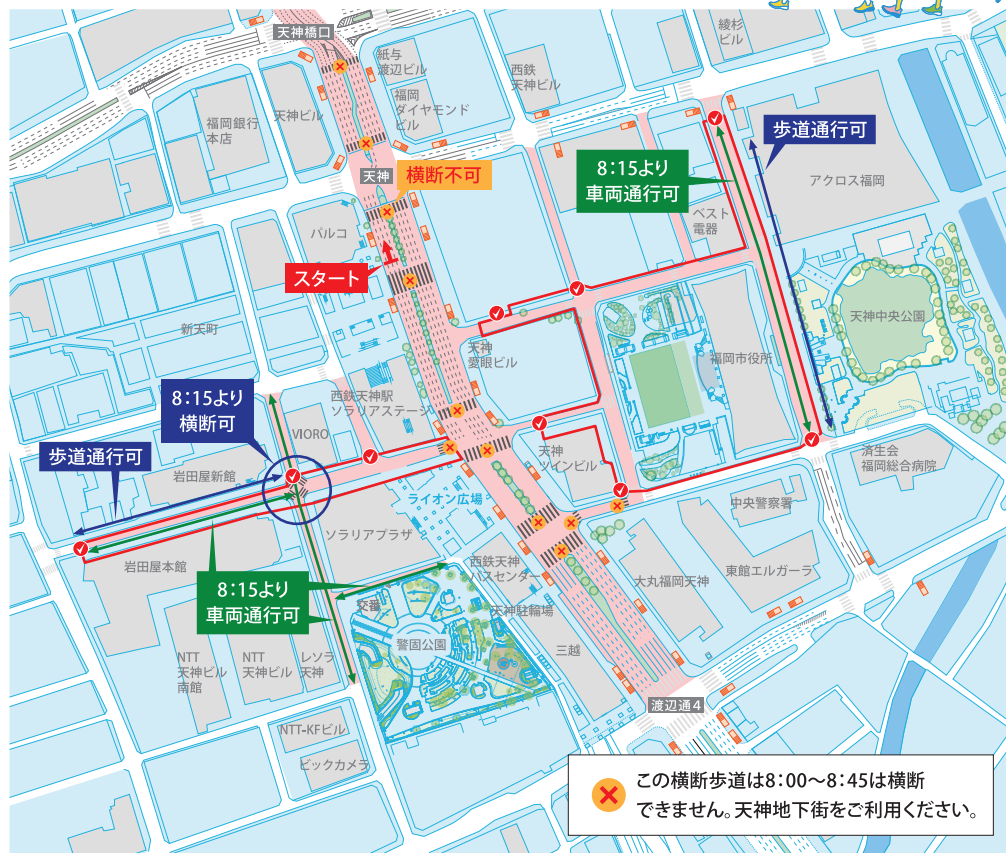 天神橋口
紙与
渡辺ビル
綾杉
ビル
西鉄
天神ビル
福岡
ダイヤモンド
ビル
天神ビル
福岡銀行
本店
歩道通行可
8:15より
車両通行可
アクロス福岡
天神
横断不可
ベスト
電器
パルコ
スタート
天神中央公園
新天町
天神
愛眼ビル
福岡市役所
西鉄天神駅
ソラリアステージ
8:15より
横断可
VIORO
歩道通行可
岩田屋新館
天神
ツインビル
済生会
福岡総合病院
ライオン広場
中央警察署
ソラリアプラザ
岩田屋本館
西鉄天神
バスセンター
大丸福岡天神
東館エルガーラ
8:15より
車両通行可
交番
天神駐輪場
警固公園
三越
NTT
天神ビル
南館
NTT
天神ビル
レソラ
天神
渡辺通4
NTT-KFビル
ビックカメラ
この横断歩道は8:00～8:45は横断
できません。天神地下街をご利用ください。